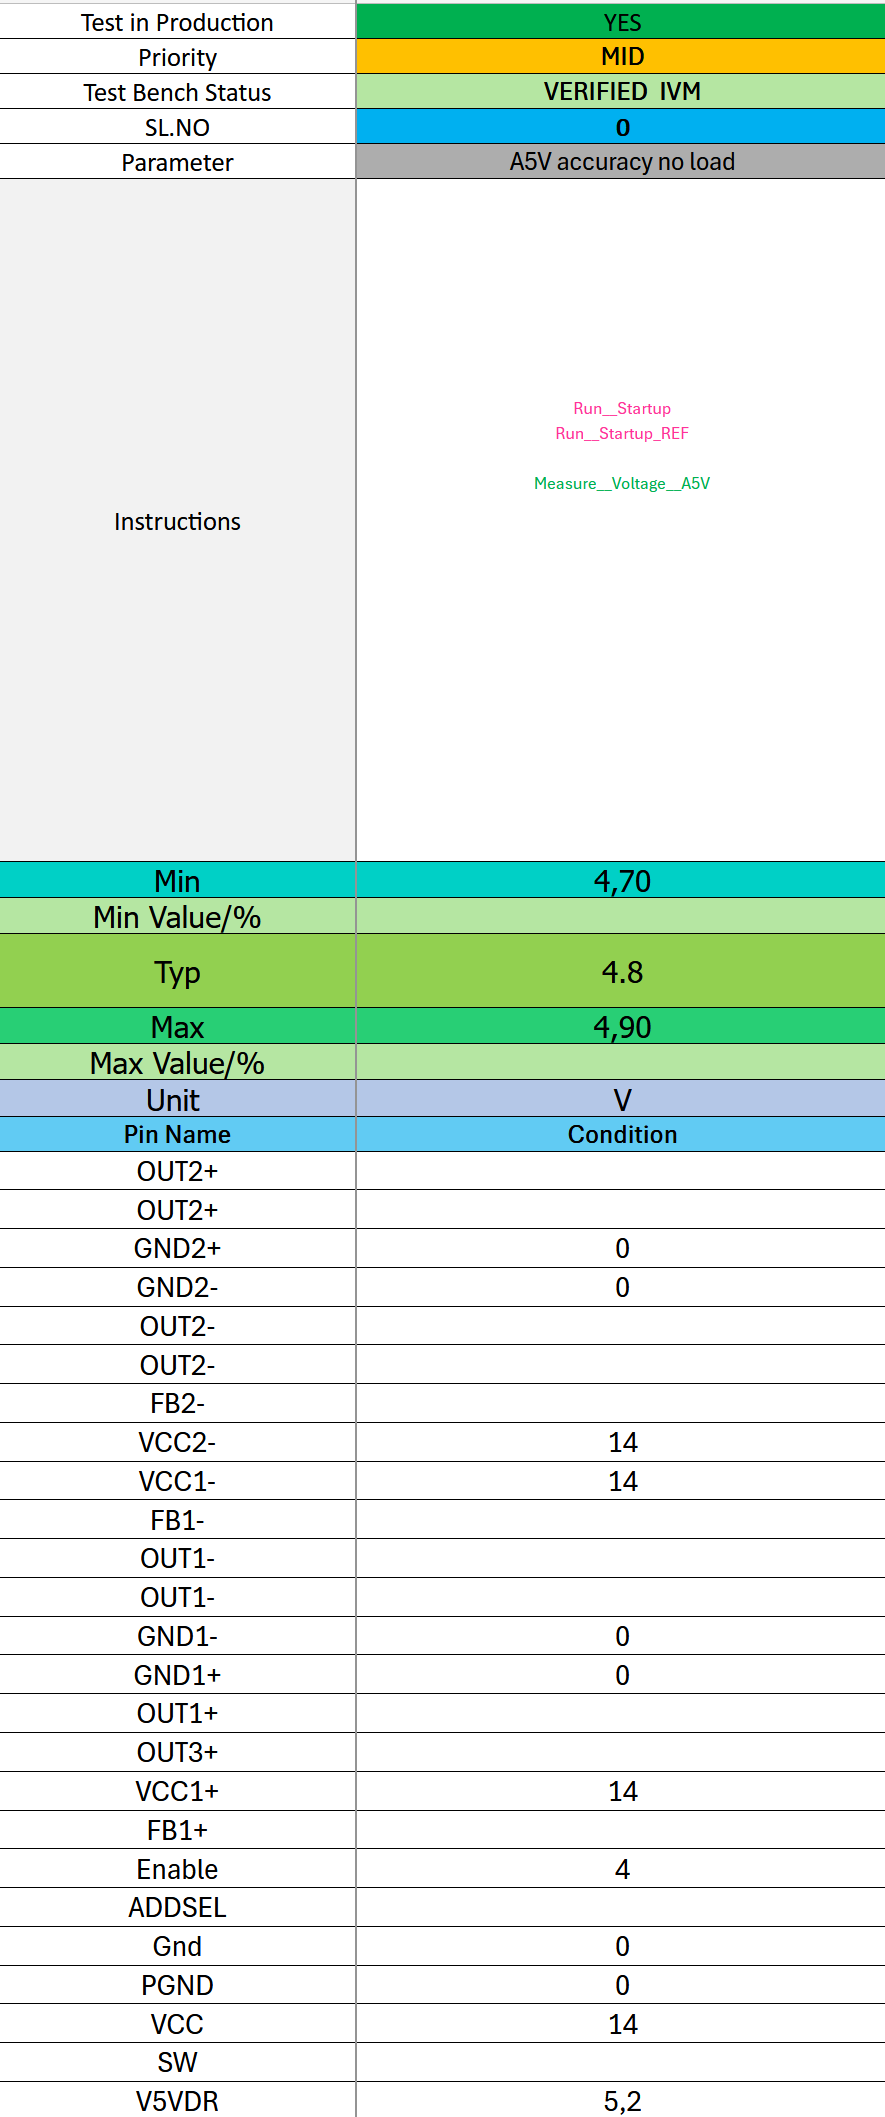 Test in Production YES
Priority MID
Test Bench Status VERIFIED IVM
SL.NO 0
Parameter A5V accuracy no load
Run__Startup
Run__Startup_REF
Measure__Voltage__A5V
Instructions
Min 4,70
Min Value/%
Typ 4.8
Max 4,90
Max Value/%
Unit V
Pin Name Condition
OUT2+
OUT2+
GND2+ 0
GND2- 0
OUT2-
OUT2-
FB2-
VCC2- 14
VCC1- 14
FB1-
OUT1-
OUT1-
GND1- 0
GND1+ 0
OUT1+
OUT3+
VCC1+ 14
FB1+
Enable 4
ADDSEL
Gnd 0
PGND 0
VCC 14
SW
V5VDR 5,2